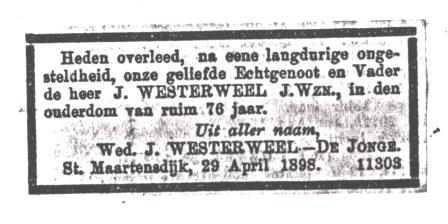 Heden overleed, na eene langdurige onge-
steldheid, onze geliefde Echtgenoot en Vader
de heer J. WESTERWEEL J.Wzn., in den
ouderdom van ruim 76 jaar.
Uit aller naam,
Wed. J. WESTERWEEL.—De Jonge.
St. Maartensdijk, 29 April 1898. 11303